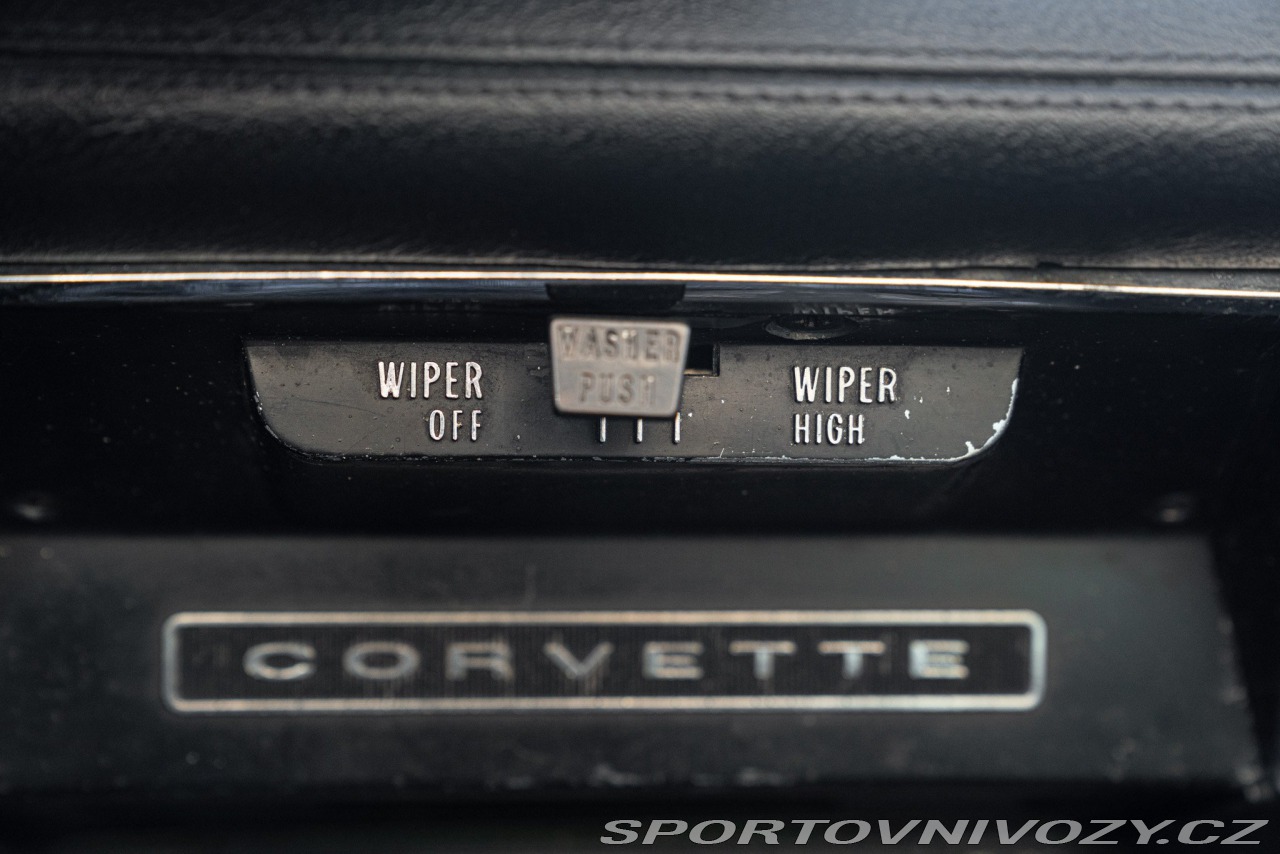 WASHER
PUSH
WIPER
OFF
WIPER
HIGH
CORVETTE
SPORTOVNIVOZY.CZ